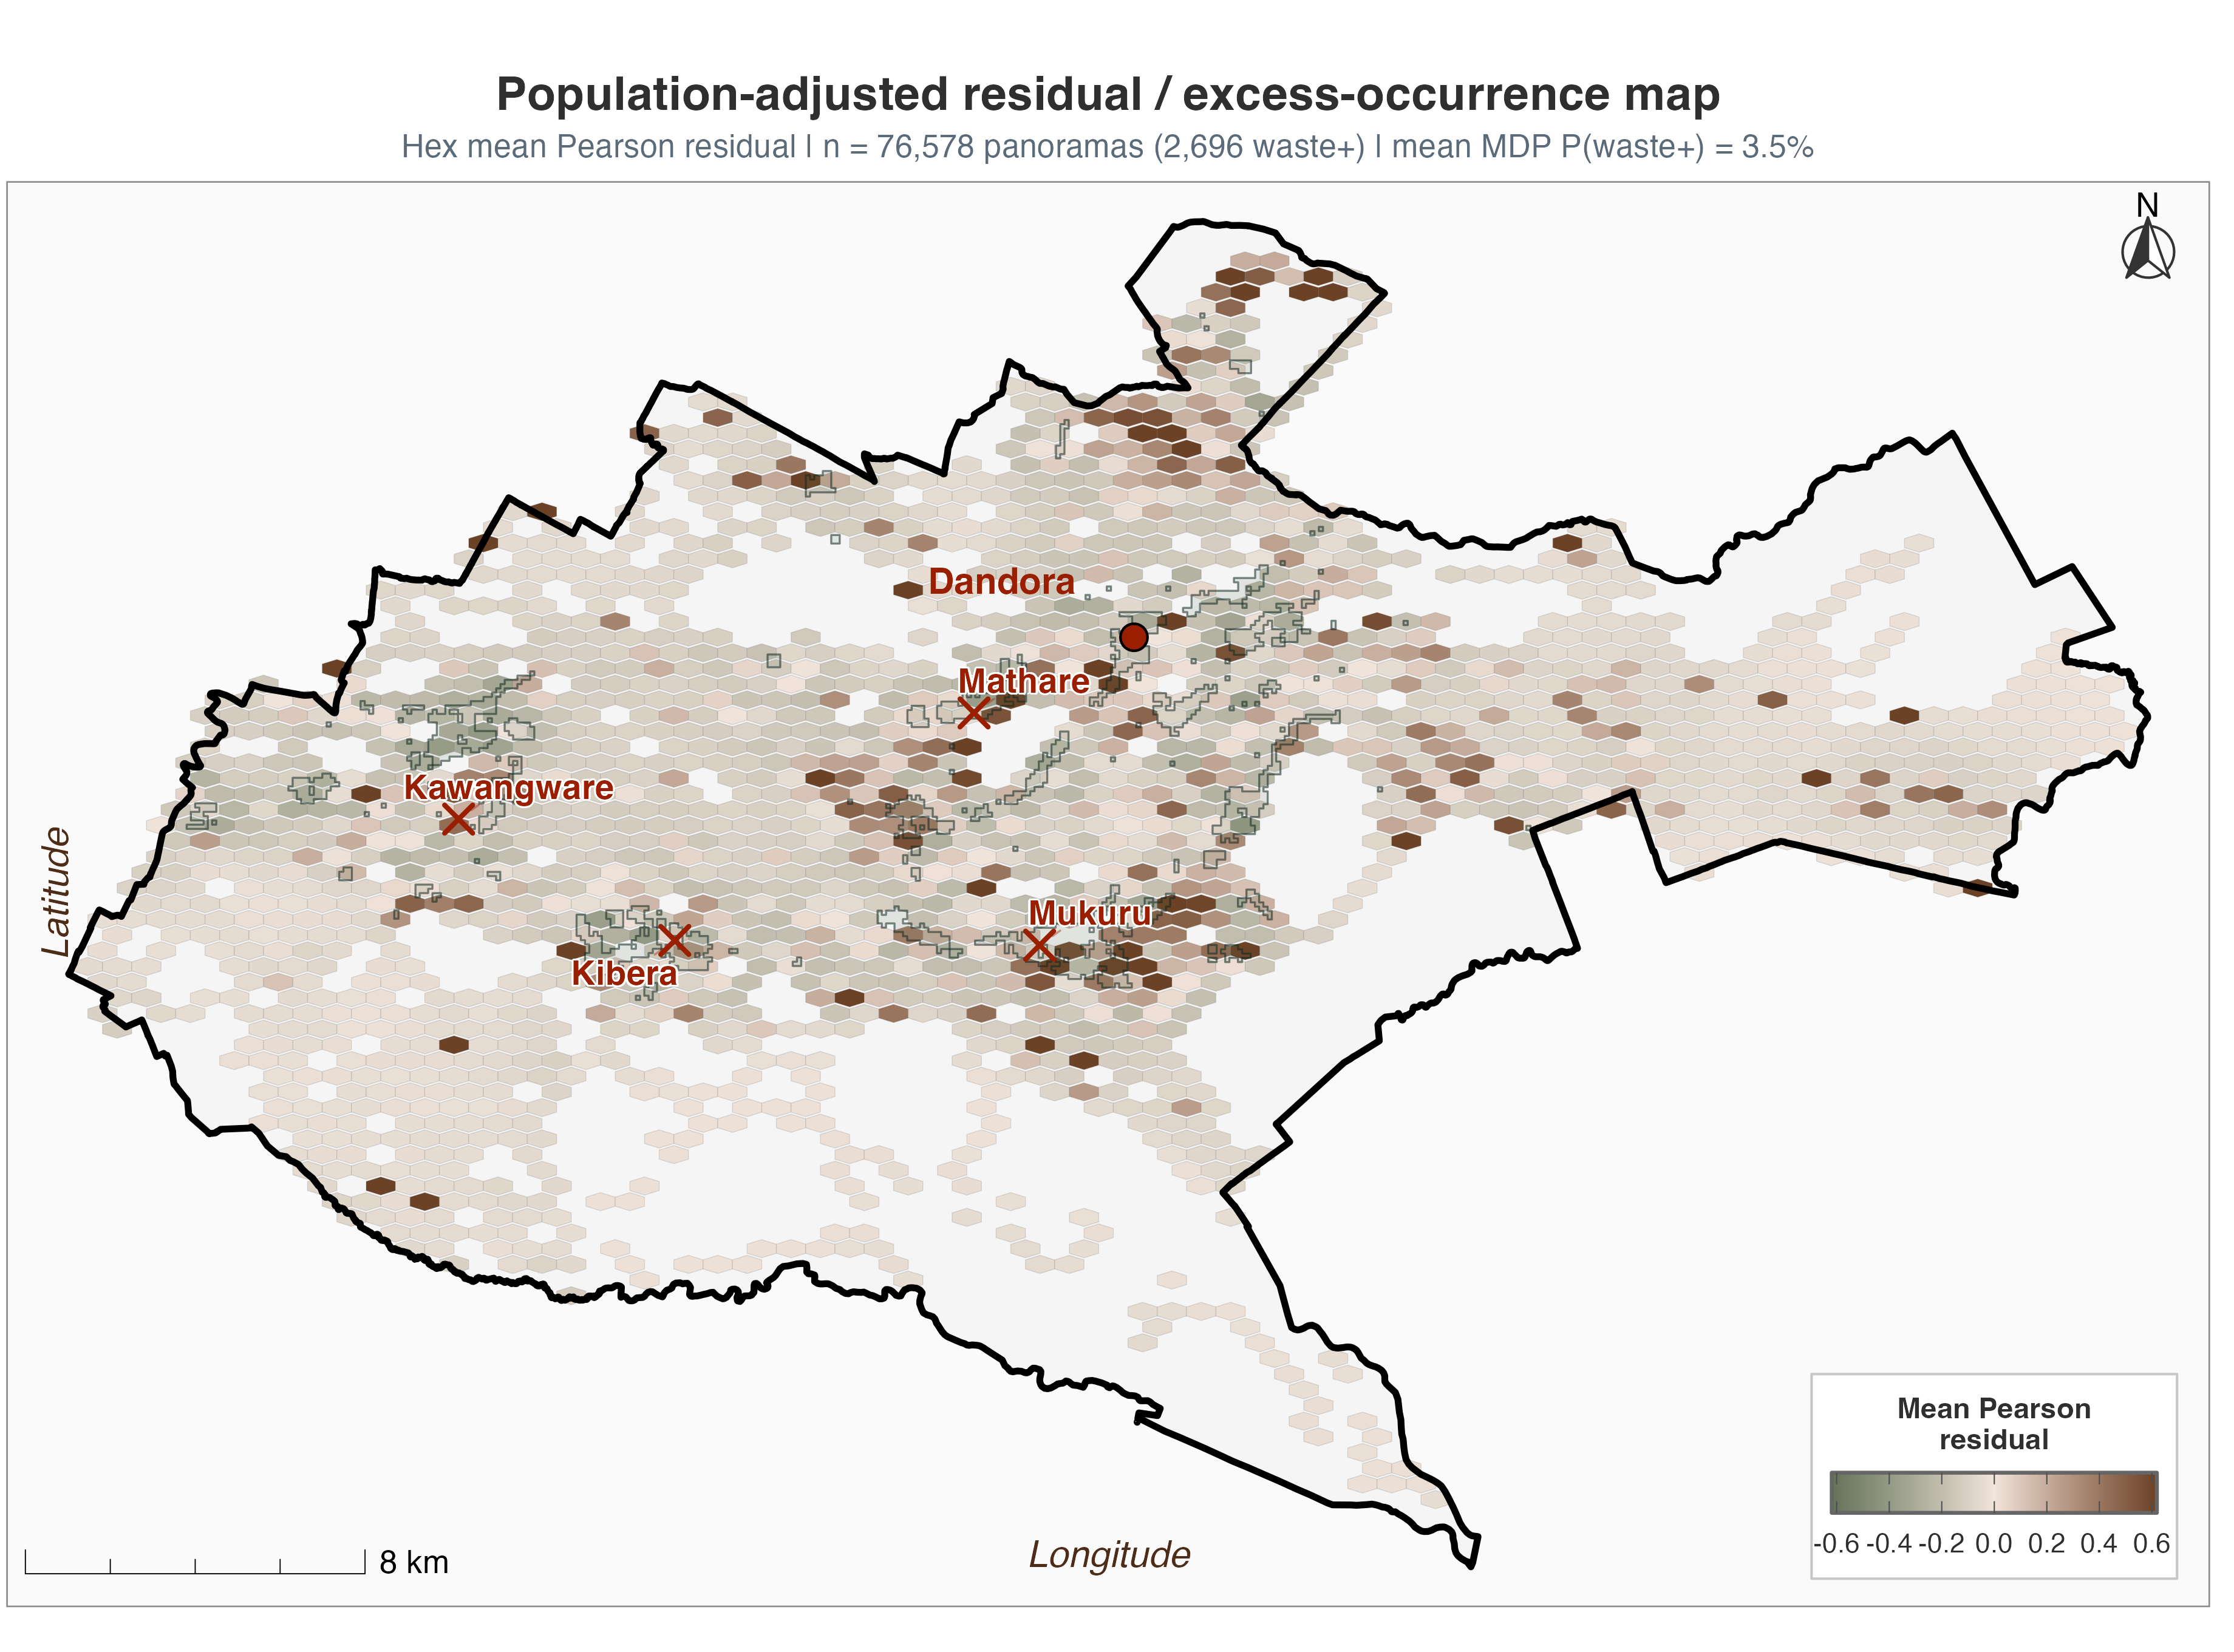 Population-adjusted residual / excess-occurrence map
Hex mean Pearson residual | n = 76,578 panoramas (2,696 waste+) | mean MDP P(waste+) = 3.5%
N
Dandora
Mathare
Kawangware
Latitude
Mukuru
Kibera
Mean Pearson
residual
-0.6 -0.4 -0.2 0.0 0.2 0.4 0.6
Longitude
8 km